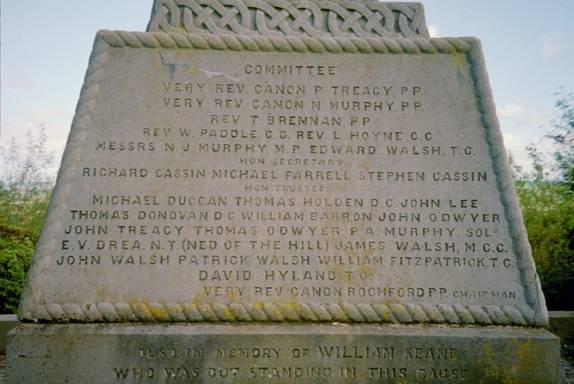 COMMITTEE
VERY REV. CANON P. TREACY, P.P.
VERY REV. CANON N. MURPHY P.P.
REV. T BRENNAN, P.P.
REV. W. PADDLE, C.C. REV. L. HOYNE C.C.
MESSRS N.J. MURPHY, M.P. EDWARD WALSH, T.C.
HON SECRETARY.
RICHARD CASSIN MICHAEL FARRELL STEPHEN CASSIN
HON TRUSTEES
MICHAEL DUGGAN THOMAS HOLDEN D.C. JOHN LEE
THOMAS DONOVAN D.C WILLIAM BARRON JOHN O'DWYER
JOHN TREACY THOMAS O'DWYER P.A. MURPHY, SOLR
E.V. DREA. N.T. (NED OF THE HILL) JAMES WALSH, M.C.C.
JOHN WALSH PATRICK WALSH WILLIAM FITZPATRICK, T.C.
DAVID HYLAND, T.C.
VERY REV. CANON ROCHFORD P.P. CHAIRMAN
ALSO IN MEMORY OF WILLIAM KEANE
WHO WAS OUT STANDING IN THIS CAUSE